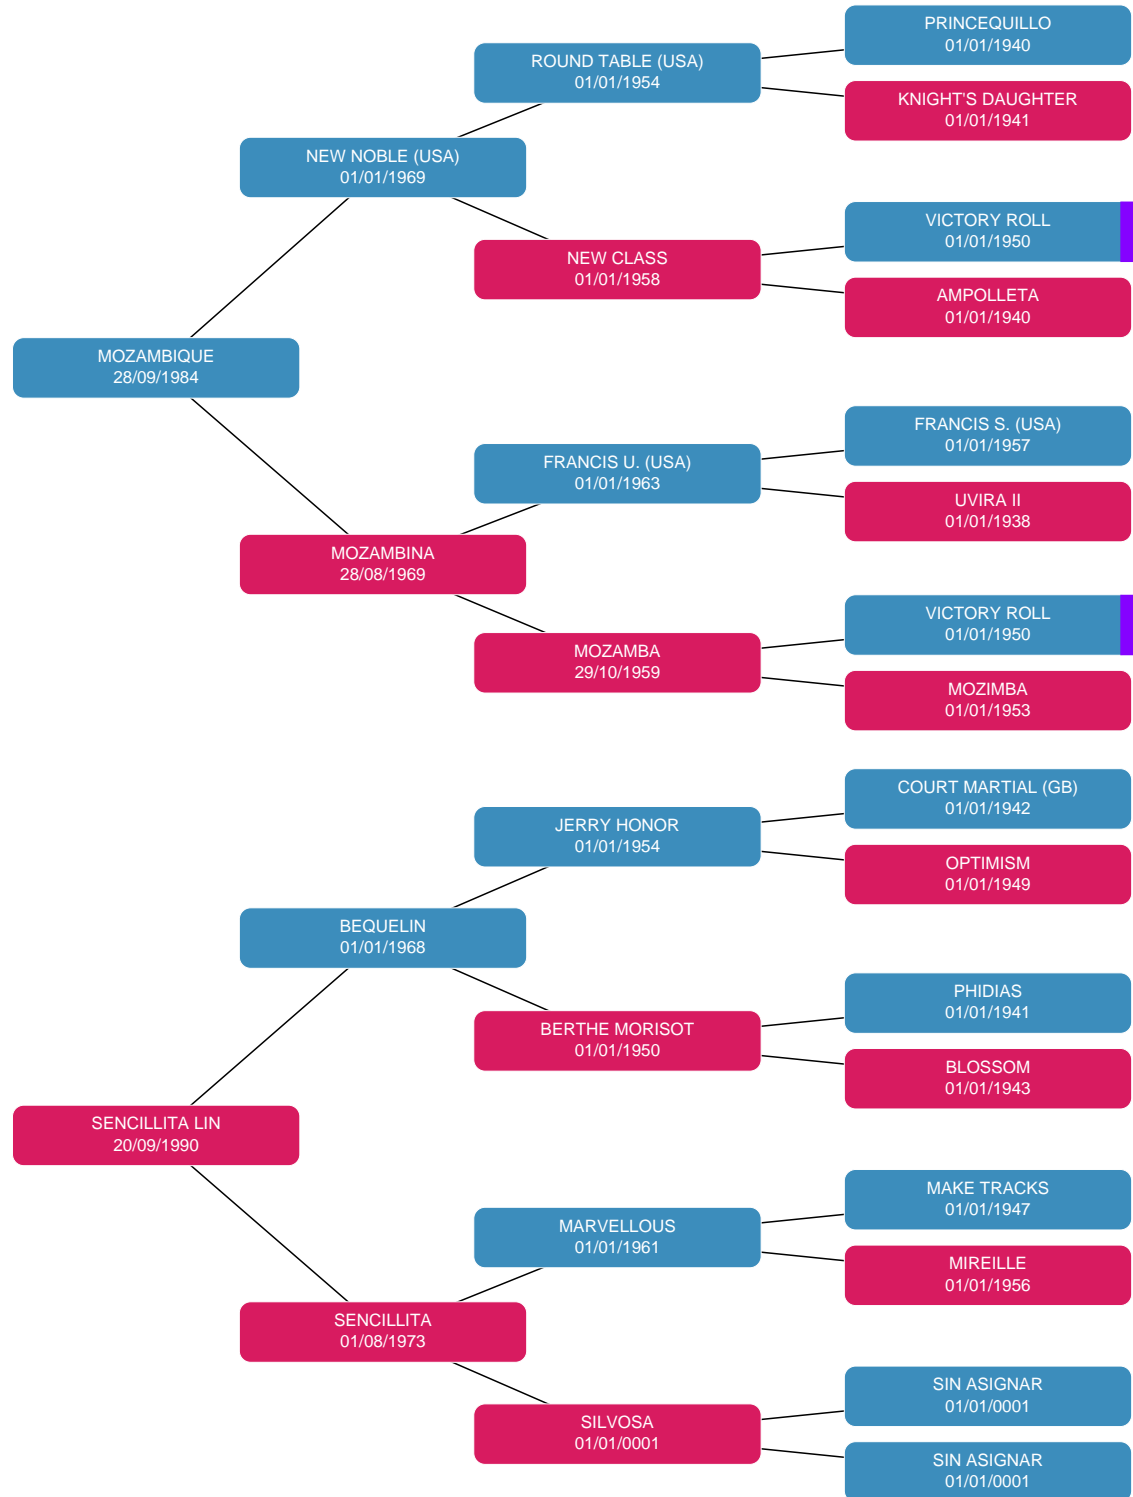 PRINCEQUILLO
01/01/1940
ROUND TABLE (USA)
01/01/1954
KNIGHT'S DAUGHTER
01/01/1941
NEW NOBLE (USA)
01/01/1969
VICTORY ROLL
01/01/1950
NEW CLASS
01/01/1958
AMPOLLETA
01/01/1940
MOZAMBIQUE
28/09/1984
FRANCIS S. (USA)
01/01/1957
FRANCIS U. (USA)
01/01/1963
UVIRA II
01/01/1938
MOZAMBINA
28/08/1969
VICTORY ROLL
01/01/1950
MOZAMBA
29/10/1959
MOZIMBA
01/01/1953
COURT MARTIAL (GB)
01/01/1942
JERRY HONOR
01/01/1954
OPTIMISM
01/01/1949
BEQUELIN
01/01/1968
PHIDIAS
01/01/1941
BERTHE MORISOT
01/01/1950
BLOSSOM
01/01/1943
SENCILLITA LIN
20/09/1990
MAKE TRACKS
01/01/1947
MARVELLOUS
01/01/1961
MIREILLE
01/01/1956
SENCILLITA
01/08/1973
SIN ASIGNAR
01/01/0001
SILVOSA
01/01/0001
SIN ASIGNAR
01/01/0001